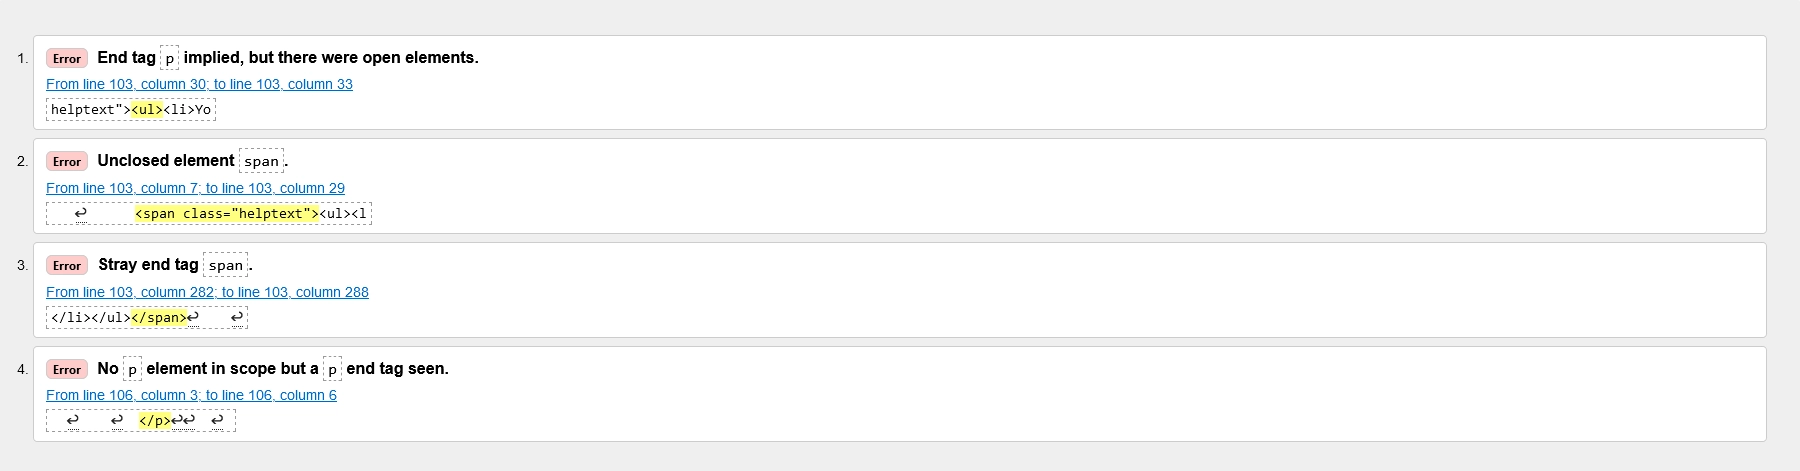 1. Error End tag p implied, but there were open elements.
From line 103, column 30; to line 103, column 33
helptext"><ul><li>Yo
2. Error Unclosed element span.
From line 103, column 7; to line 103, column 29
↩ <span class="helptext"><ul><l
3. Error Stray end tag span.
From line 103, column 282; to line 103, column 288
</li></ul></span>↩ ↩
4. Error No p element in scope but a p end tag seen.
From line 106, column 3; to line 106, column 6
↩ ↩ </p>↩↩ ↩